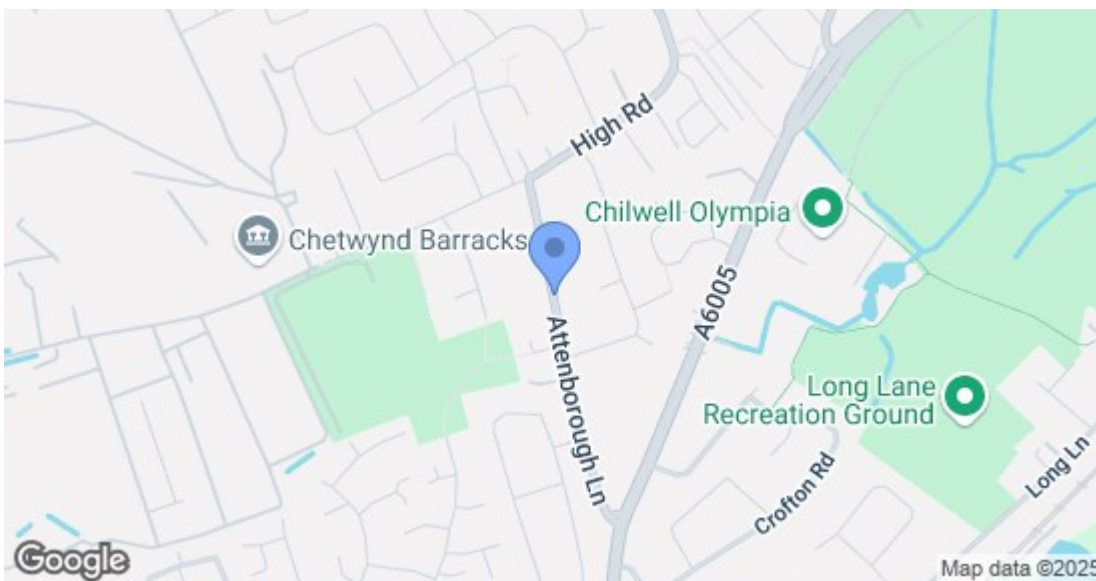 High Rd
Chilwell Olympia
Chetwynd Barracks
A6005
Attenborough Ln
Long Lane
Recreation Ground
Long Ln
Crofton Rd
Google
Map data ©2025